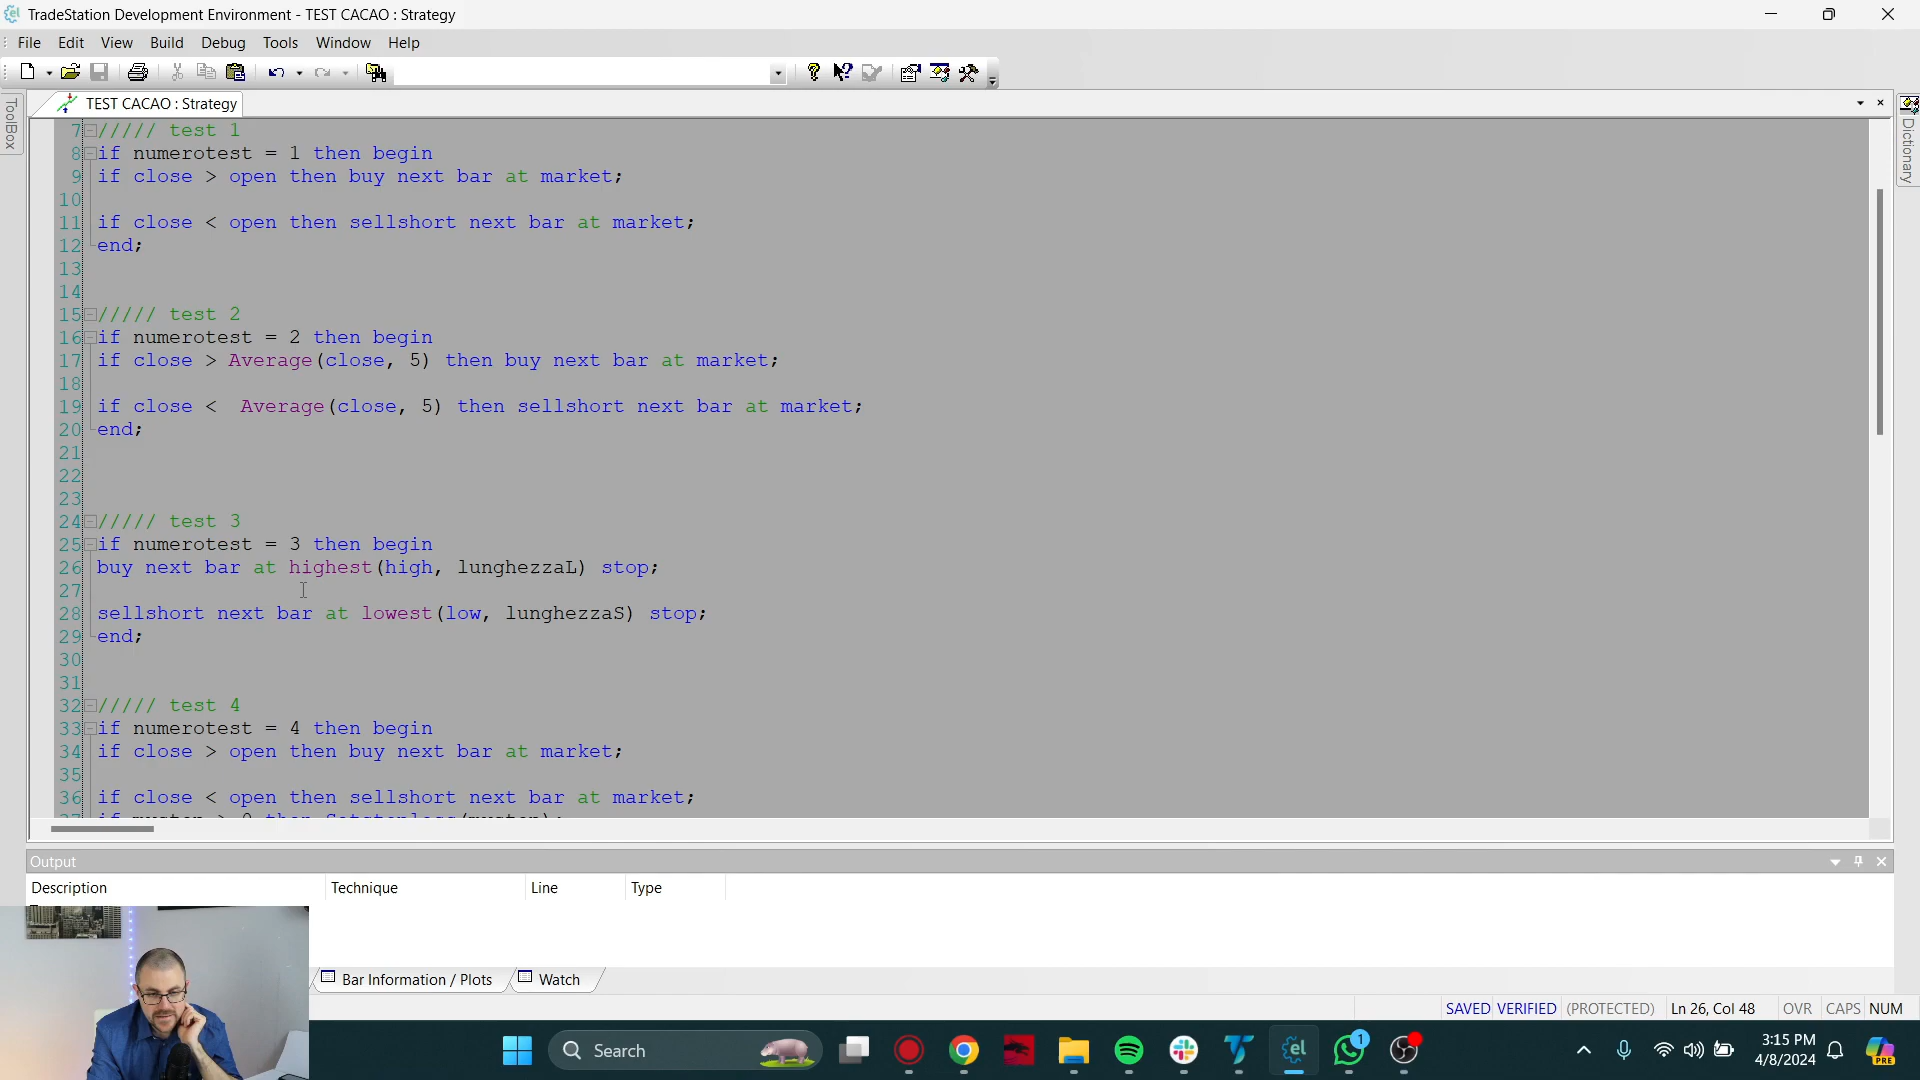 TradeStation Development Environment - TEST CACAO : Strategy
File Edit View Build Debug Tools Window Help
ToolBox
TEST CACAO : Strategy
Dictionary
7 ///// test 1
8 if numerotest = 1 then begin
9 if close > open then buy next bar at market;
10
11 if close < open then sellshort next bar at market;
12 end;
13
14
15 ///// test 2
16 if numerotest = 2 then begin
17 if close > Average(close, 5) then buy next bar at market;
18
19 if close <  Average(close, 5) then sellshort next bar at market;
20 end;
21
22
23
24 ///// test 3
25 if numerotest = 3 then begin
26 buy next bar at highest(high, lunghezzaL) stop;
27
28 sellshort next bar at lowest(low, lunghezzaS) stop;
29 end;
30
31
32 ///// test 4
33 if numerotest = 4 then begin
34 if close > open then buy next bar at market;
35
36 if close < open then sellshort next bar at market;
Output
Description Technique Line Type
Bar Information / Plots Watch
SAVED VERIFIED (PROTECTED) Ln 26, Col 48 OVR CAPS NUM
Search
el
1
3:15 PM
4/8/2024
PRE